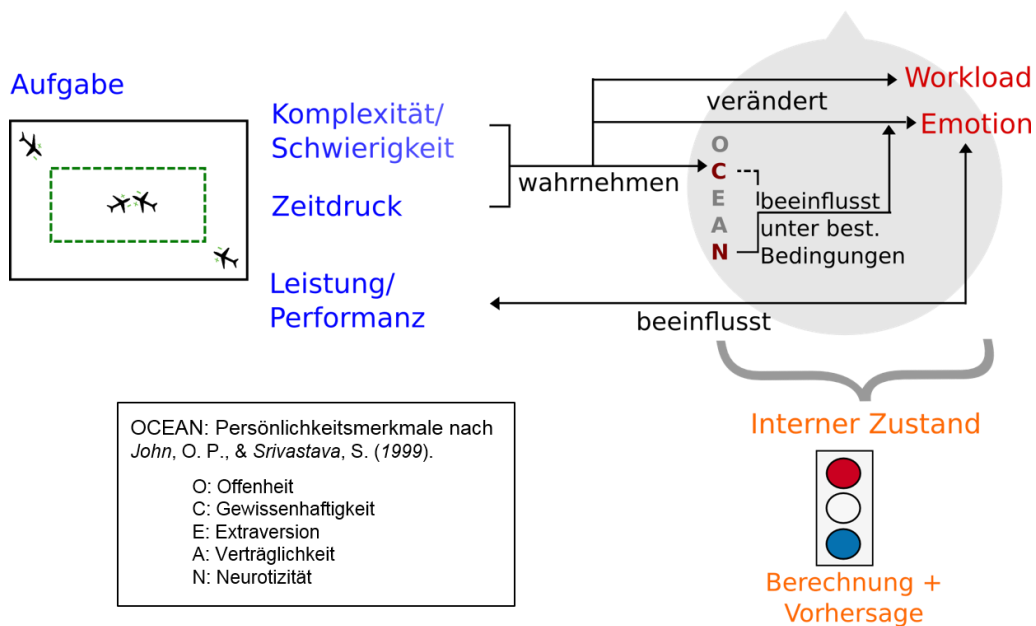 Aufgabe
Komplexität/
Schwierigkeit
Zeitdruck
Leistung/
Performanz
wahrnehmen
verändert
Workload
Emotion
O
C
E
A
N
beeinflusst
unter best.
Bedingungen
beeinflusst
Interner Zustand
Berechnung +
Vorhersage
OCEAN: Persönlichkeitsmerkmale nach
John, O. P., & Srivastava, S. (1999).
O: Offenheit
C: Gewissenhaftigkeit
E: Extraversion
A: Verträglichkeit
N: Neurotizität